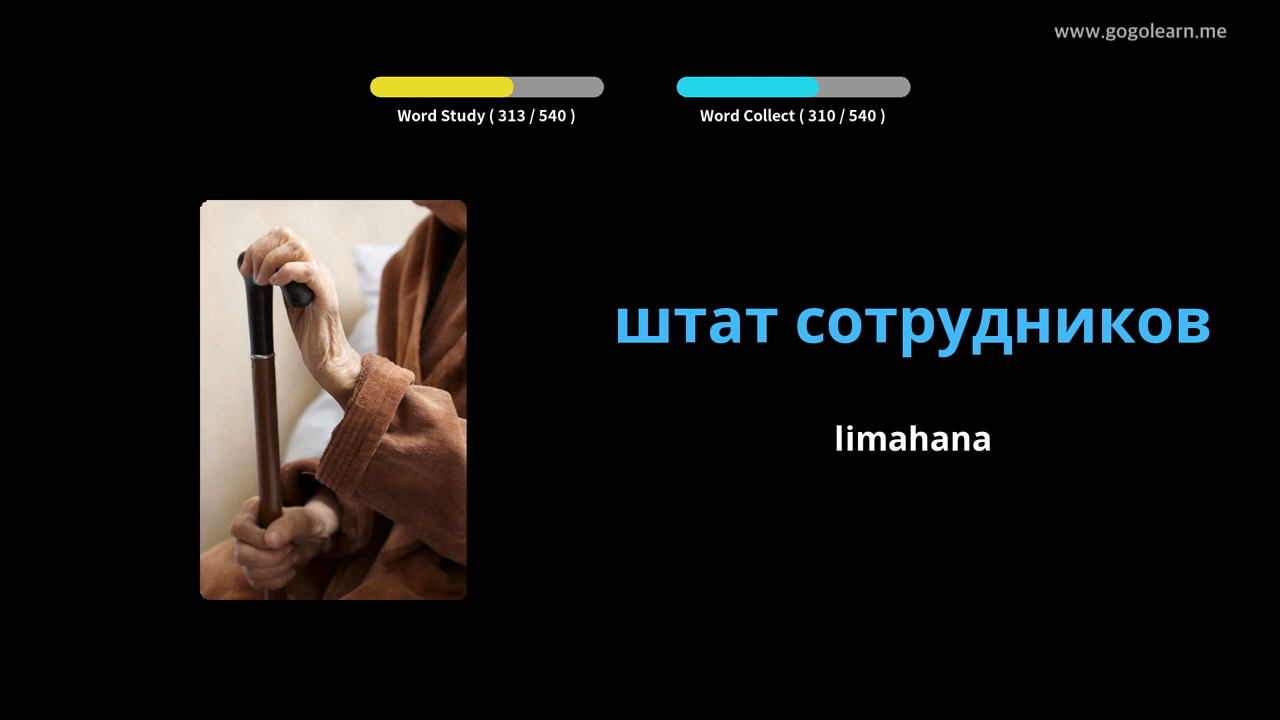 www.gogolearn.me
Word Study ( 313 / 540 )
Word Collect ( 310 / 540 )
штат сотрудников
limahana